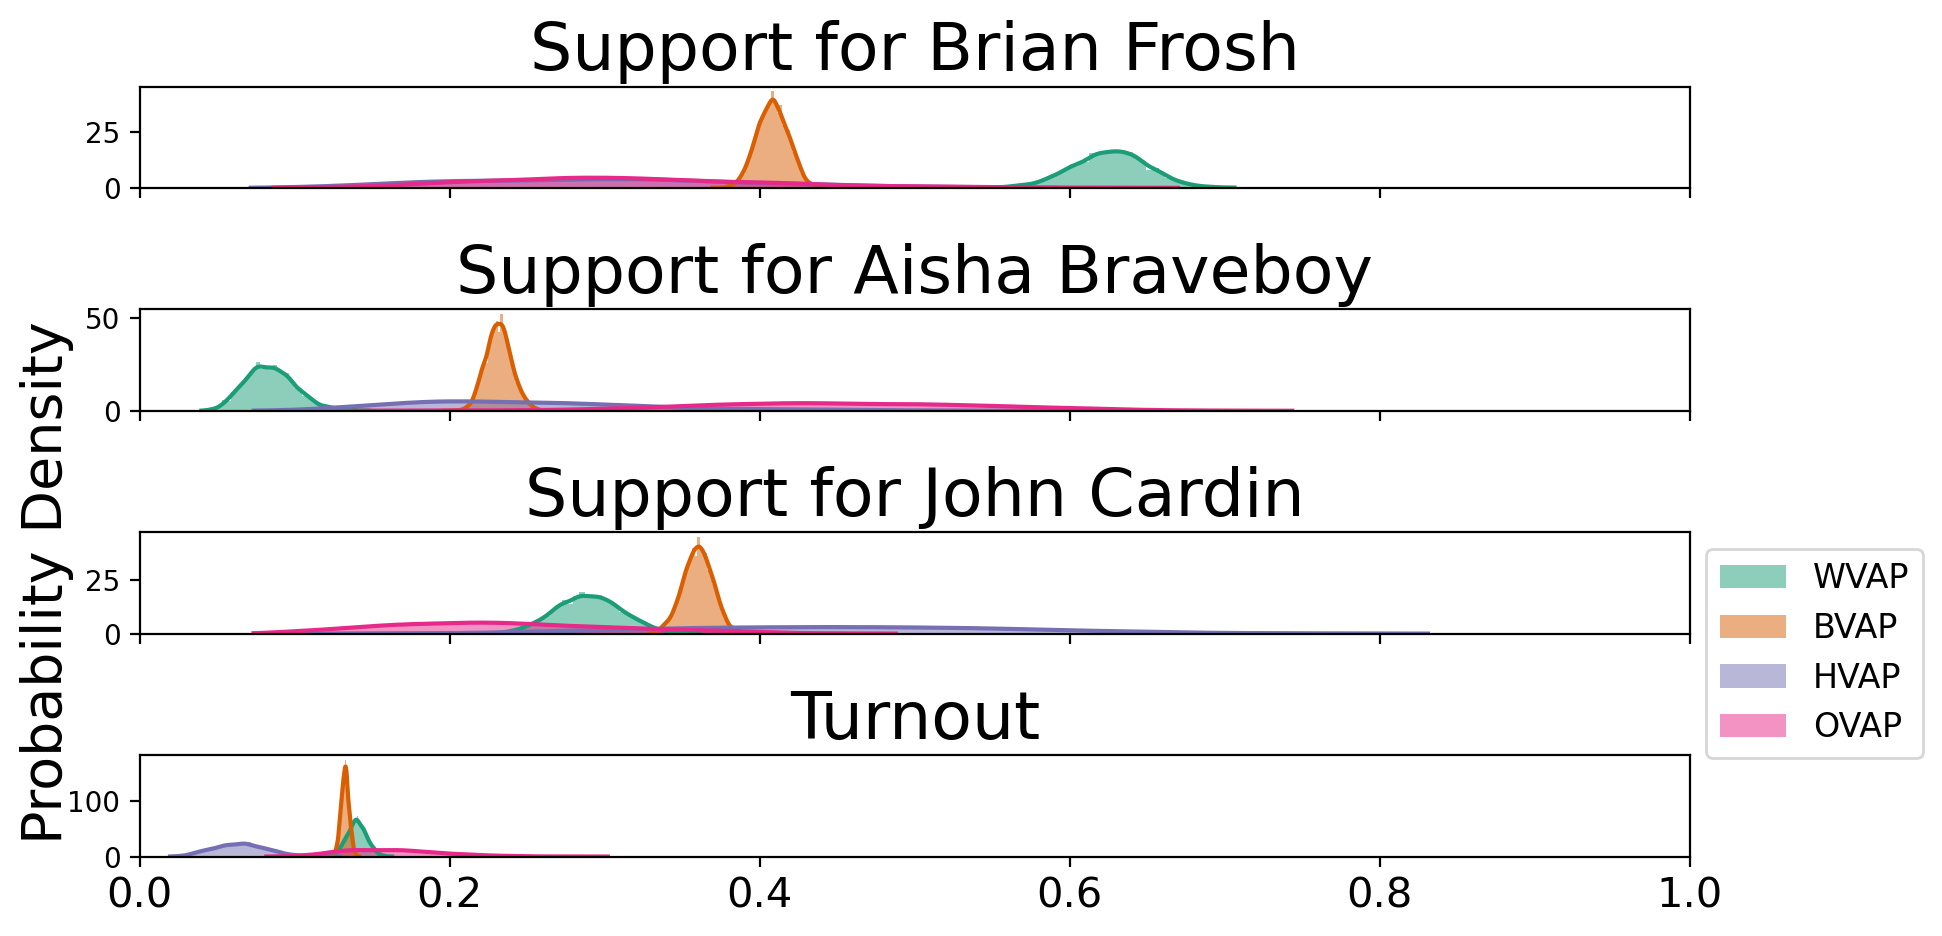 Support for Brian Frosh
25
0
Support for Aisha Braveboy
50
0
Support for John Cardin
25
0
Turnout
100
0
0.0 0.2 0.4 0.6 0.8 1.0
Probability Density
WVAP
BVAP
HVAP
OVAP